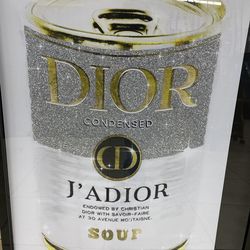 DIOR
CONDENSED
CD
J'ADIOR
ENDOWED BY CHRISTIAN
DIOR WITH SAVOIR-FAIRE
AT 30 AVENUE MONTAIGNE.
SOUP